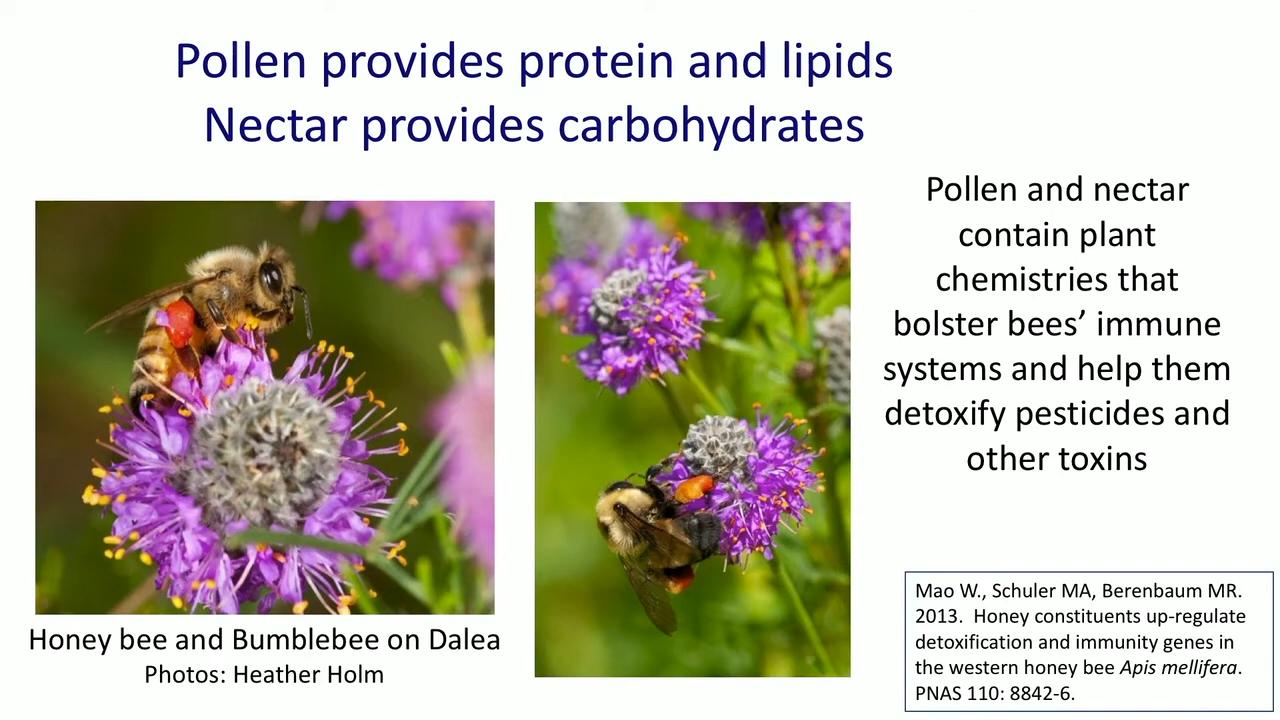 Pollen provides protein and lipids
Nectar provides carbohydrates
Pollen and nectar
contain plant
chemistries that
bolster bees’ immune
systems and help them
detoxify pesticides and
other toxins
Honey bee and Bumblebee on Dalea
Photos: Heather Holm
Mao W., Schuler MA, Berenbaum MR.
2013.  Honey constituents up-regulate
detoxification and immunity genes in
the western honey bee Apis mellifera.
PNAS 110: 8842-6.